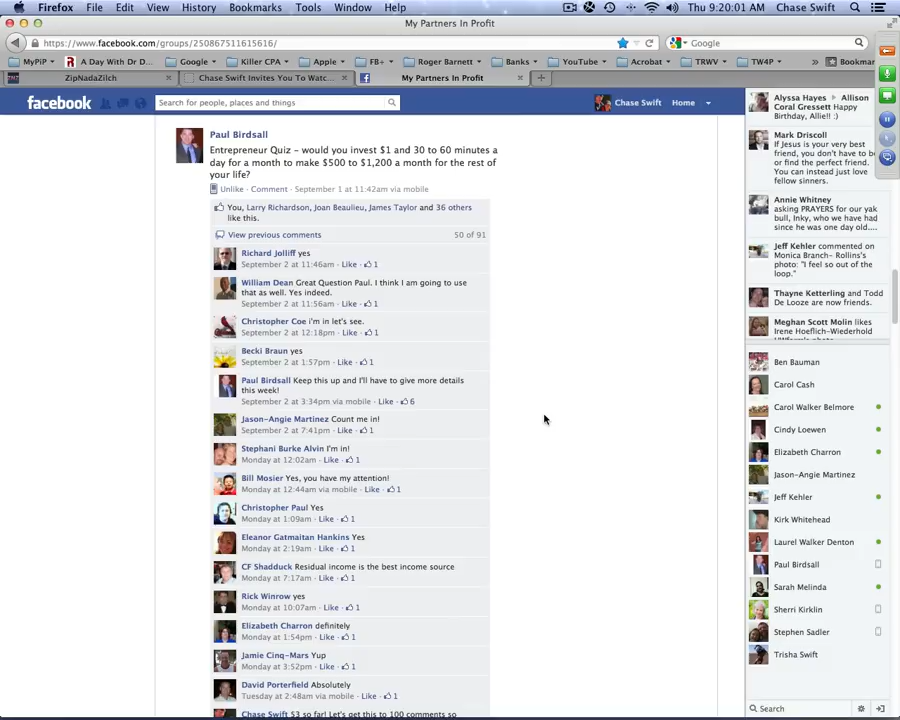 Firefox File Edit View History Bookmarks Tools Window Help Thu 9:20:01 AM Chase Swift
My Partners In Profit
https://www.facebook.com/groups/250867511615616/ Google
MyPiP A Day With Dr D... Google Killer CPA Apple FB+ Roger Barnett Banks YouTube Acrobat TRWV TW4P Bookmar
ZipNadaZilch Chase Swift Invites You To Watc... My Partners In Profit
facebook Search for people, places and things Chase Swift Home
Paul Birdsall
Entrepreneur Quiz - would you invest $1 and 30 to 60 minutes a
day for a month to make $500 to $1,200 a month for the rest of
your life?
Unlike · Comment · September 1 at 11:42am via mobile
You, Larry Richardson, Joan Beaulieu, James Taylor and 36 others
like this.
View previous comments 50 of 91
Richard Jolliff yes
September 2 at 11:46am · Like · 1
William Dean Great Question Paul. I think I am going to use
that as well. Yes indeed.
September 2 at 11:56am · Like · 1
Christopher Coe i'm in let's see.
September 2 at 12:18pm · Like · 1
Becki Braun yes
September 2 at 1:57pm · Like · 1
Paul Birdsall Keep this up and I'll have to give more details
this week!
September 2 at 3:34pm via mobile · Like · 6
Jason-Angie Martinez Count me in!
September 2 at 7:41pm · Like · 1
Stephani Burke Alvin I'm in!
Monday at 12:02am · Like · 1
Bill Mosier Yes, you have my attention!
Monday at 12:44am via mobile · Like · 1
Christopher Paul Yes
Monday at 1:09am · Like · 1
Eleanor Gatmaitan Hankins Yes
Monday at 2:19am · Like · 1
CF Shadduck Residual income is the best income source
Monday at 7:17am · Like · 1
Rick Winrow yes
Monday at 10:07am · Like · 1
Elizabeth Charron definitely
Monday at 1:54pm · Like · 1
Jamie Cinq-Mars Yup
Monday at 3:52pm · Like · 1
David Porterfield Absolutely
Tuesday at 2:48am via mobile · Like · 1
Chase Swift 53 so far! Let's get this to 100 comments so
Alyssa Hayes ▸ Allison
Coral Gressett Happy
Birthday, Allie!! :)
Mark Driscoll
If Jesus is your very best
friend, you don't have to be
or find the perfect friend.
You can instead just love
fellow sinners.
Annie Whitney
asking PRAYERS for our yak
bull, Inky, who we have had
since he was one day old....
Jeff Kehler commented on
Monica Branch- Rollins's
photo: "I feel so out of the
loop."
Thayne Ketterling and Todd
De Looze are now friends.
Meghan Scott Molin likes
Irene Hoeflich-Wiederhold
Ben Bauman
Carol Cash
Carol Walker Belmore
Cindy Loewen
Elizabeth Charron
Jason-Angie Martinez
Jeff Kehler
Kirk Whitehead
Laurel Walker Denton
Paul Birdsall
Sarah Melinda
Sherri Kirklin
Stephen Sadler
Trisha Swift
Search